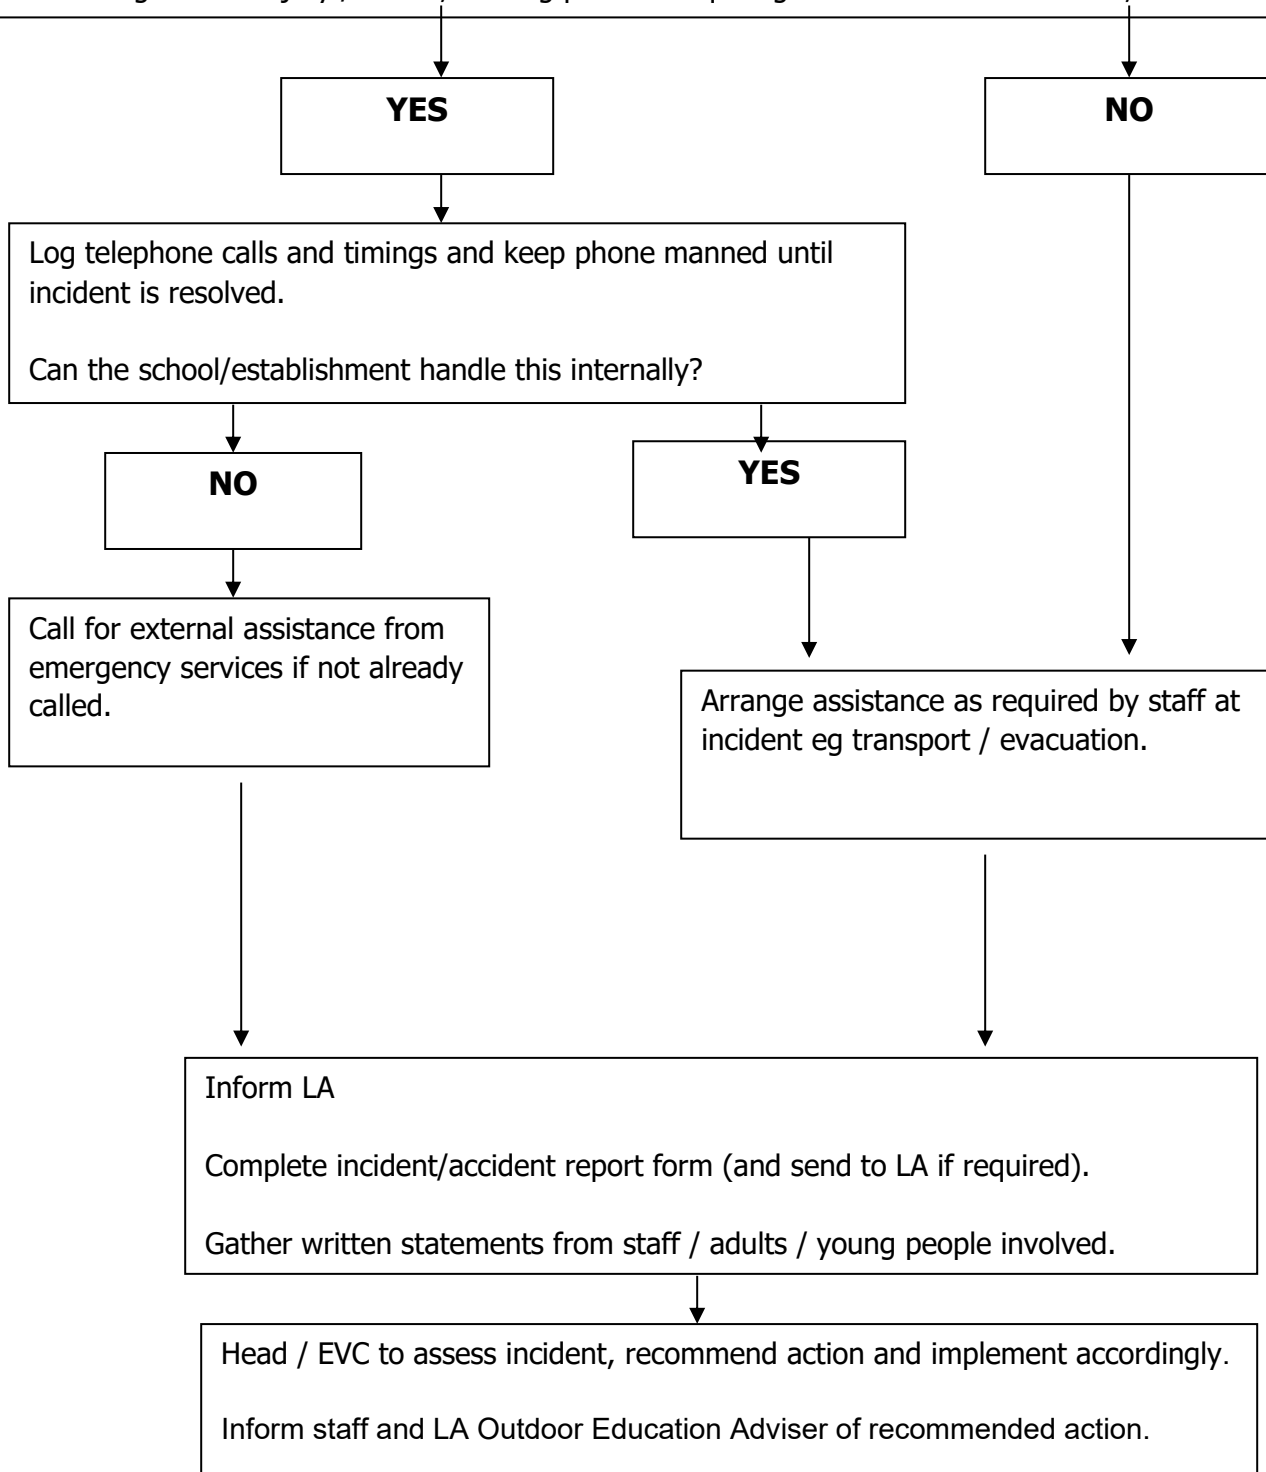 YES
NO
Log telephone calls and timings and keep phone manned until
incident is resolved.
Can the school/establishment handle this internally?
NO
YES
Call for external assistance from
emergency services if not already
called.
Arrange assistance as required by staff at
incident eg transport / evacuation.
Inform LA
Complete incident/accident report form (and send to LA if required).
Gather written statements from staff / adults / young people involved.
Head / EVC to assess incident, recommend action and implement accordingly.
Inform staff and LA Outdoor Education Adviser of recommended action.